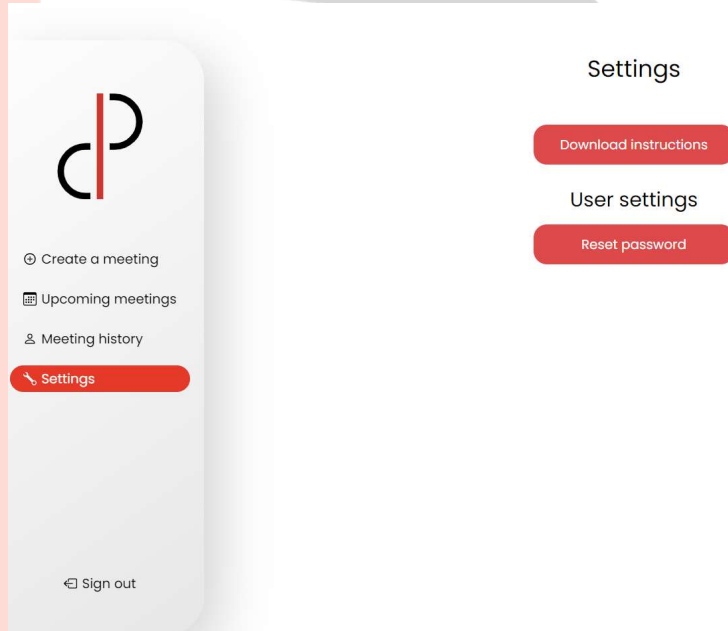 Create a meeting
Upcoming meetings
Meeting history
Settings
Sign out
Settings
Download instructions
User settings
Reset password